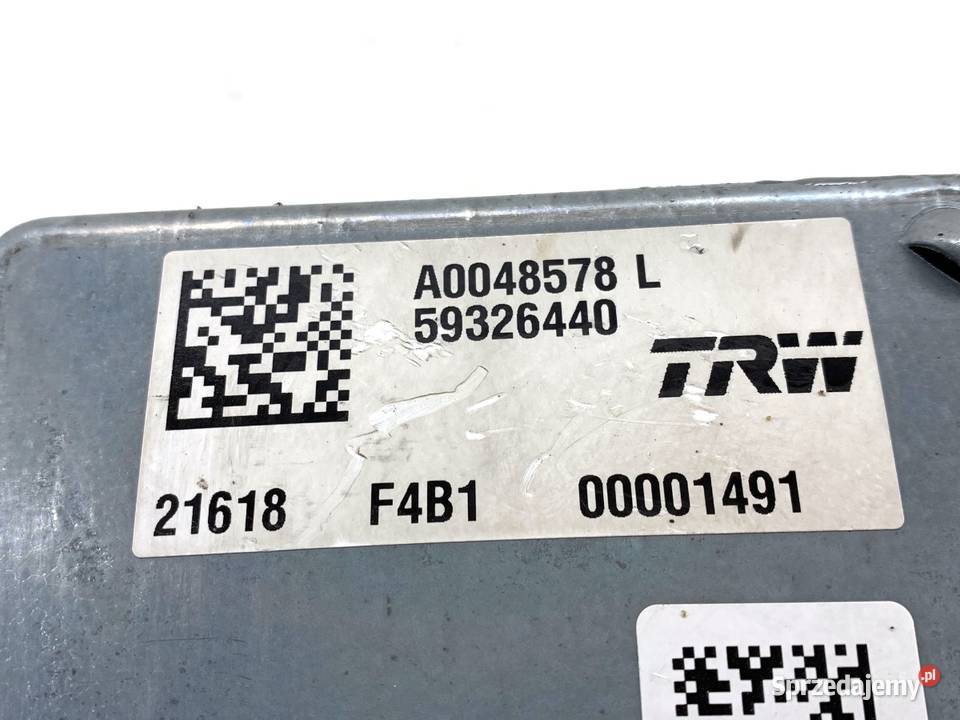 A0048578 L
59326440
TRW
21618 F4B1 00001491
Sprzedajemy.pl